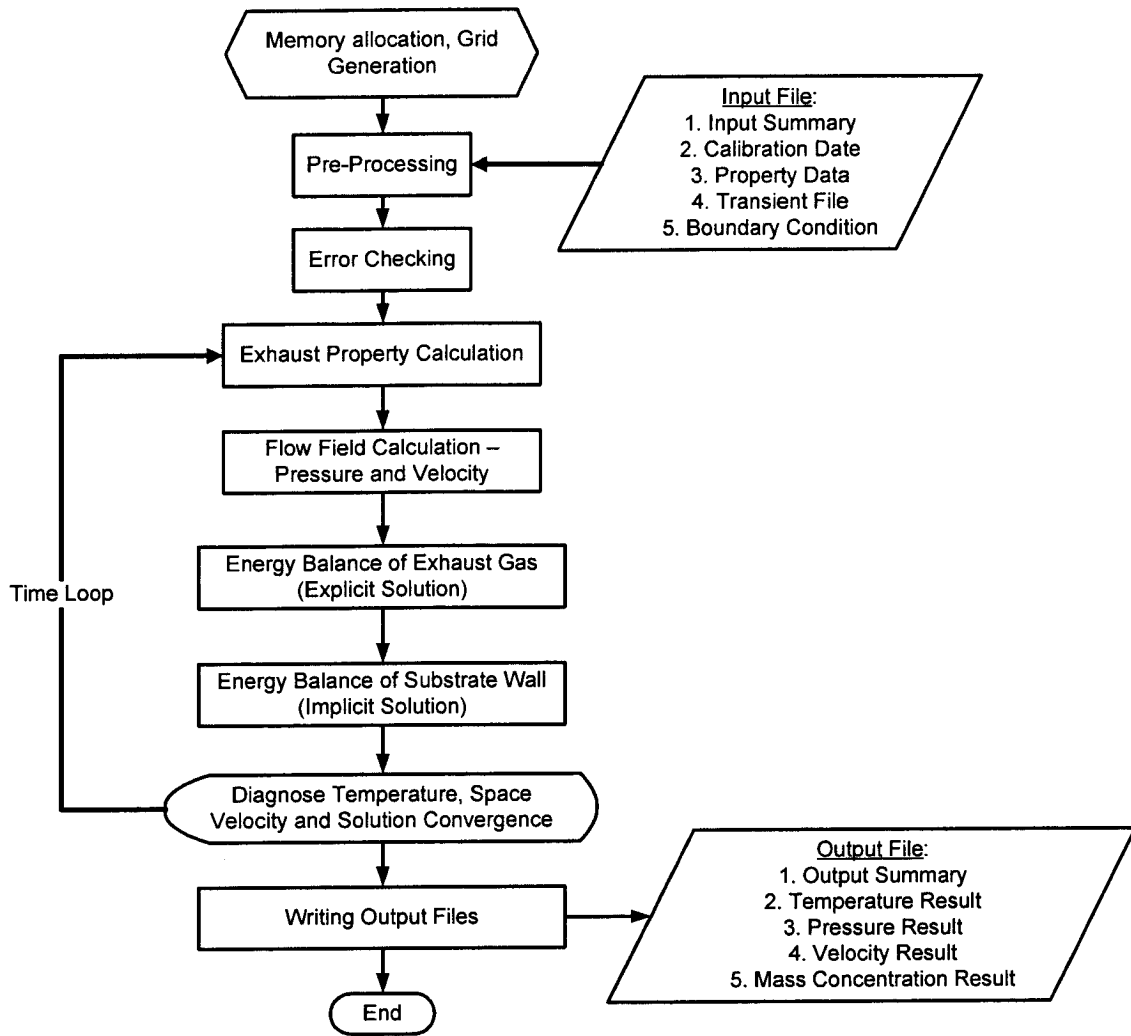 Memory allocation, Grid
Generation
Input File:
1. Input Summary
2. Calibration Date
3. Property Data
4. Transient File
5. Boundary Condition
Pre-Processing
Error Checking
Exhaust Property Calculation
Flow Field Calculation –
Pressure and Velocity
Energy Balance of Exhaust Gas
(Explicit Solution)
Time Loop
Energy Balance of Substrate Wall
(Implicit Solution)
Diagnose Temperature, Space
Velocity and Solution Convergence
Writing Output Files
Output File:
1. Output Summary
2. Temperature Result
3. Pressure Result
4. Velocity Result
5. Mass Concentration Result
End